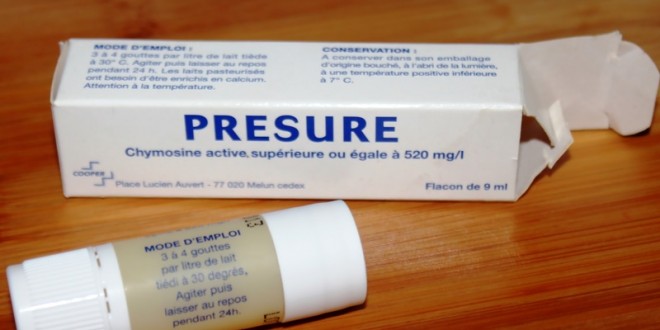 MODE D'EMPLOI :
3 à 4 gouttes par litre de lait tiède
à 30° C. Agiter puis laisser au repos
pendant 24 h. Les laits pasteurisés
ont besoin d'être enrichis en calcium.
Attention à la température.
CONSERVATION :
A conserver dans son emballage
d'origine bouché, à l'abri de la lumière,
à une température positive inférieure
à 7° C.
PRESURE
Chymosine active supérieure ou égale à 520 mg/l
COOPER
Place Lucien Auvert - 77 020 Melun cedex
Flacon de 9 ml
MODE D'EMPLOI
3 à 4 gouttes
par litre de lait
tiédi à 30 degrés,
Agiter puis
laisser au repos
pendant 24h.